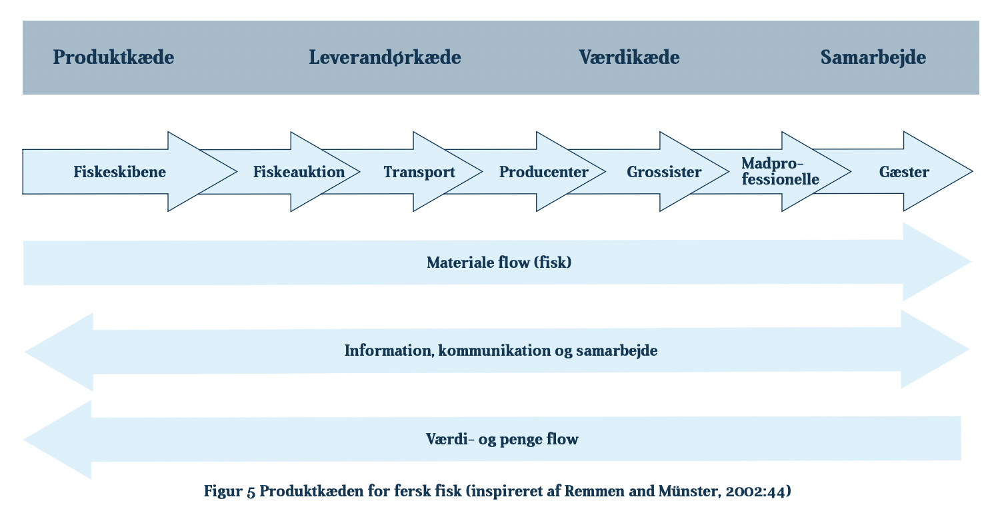 Produktkæde Leverandørkæde Værdikæde Samarbejde
Fiskeskibene Fiskeauktion Transport Producenter Grossister Madpro-
fessionelle Gæster
Materiale flow (fisk)
Information, kommunikation og samarbejde
Værdi- og penge flow
Figur 5 Produktkæden for fersk fisk (inspireret af Remmen and Münster, 2002:44)